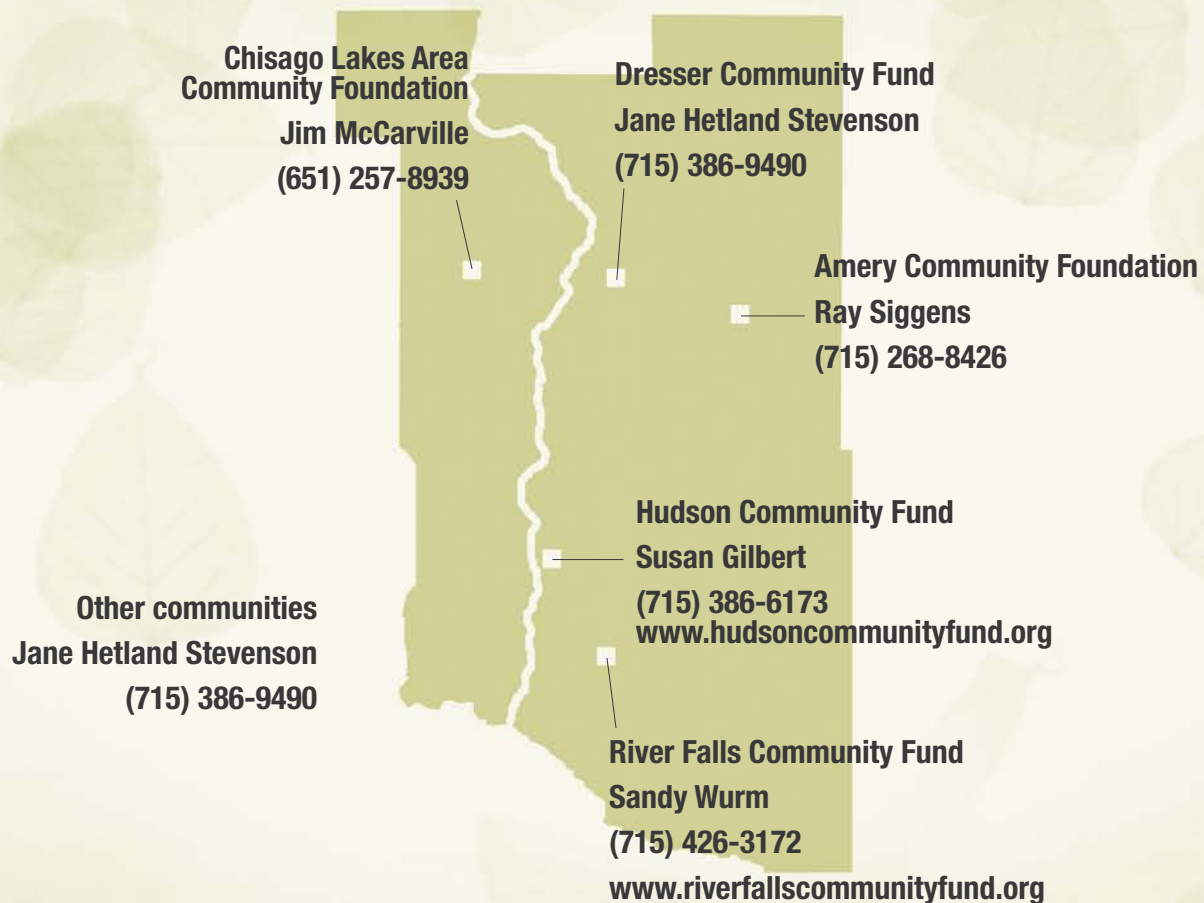 Chisago Lakes Area
Community Foundation
Jim McCarville
(651) 257-8939
Dresser Community Fund
Jane Hetland Stevenson
(715) 386-9490
Amery Community Foundation
Ray Siggens
(715) 268-8426
Hudson Community Fund
Susan Gilbert
(715) 386-6173
www.hudsoncommunityfund.org
Other communities
Jane Hetland Stevenson
(715) 386-9490
River Falls Community Fund
Sandy Wurm
(715) 426-3172
www.riverfallscommunityfund.org